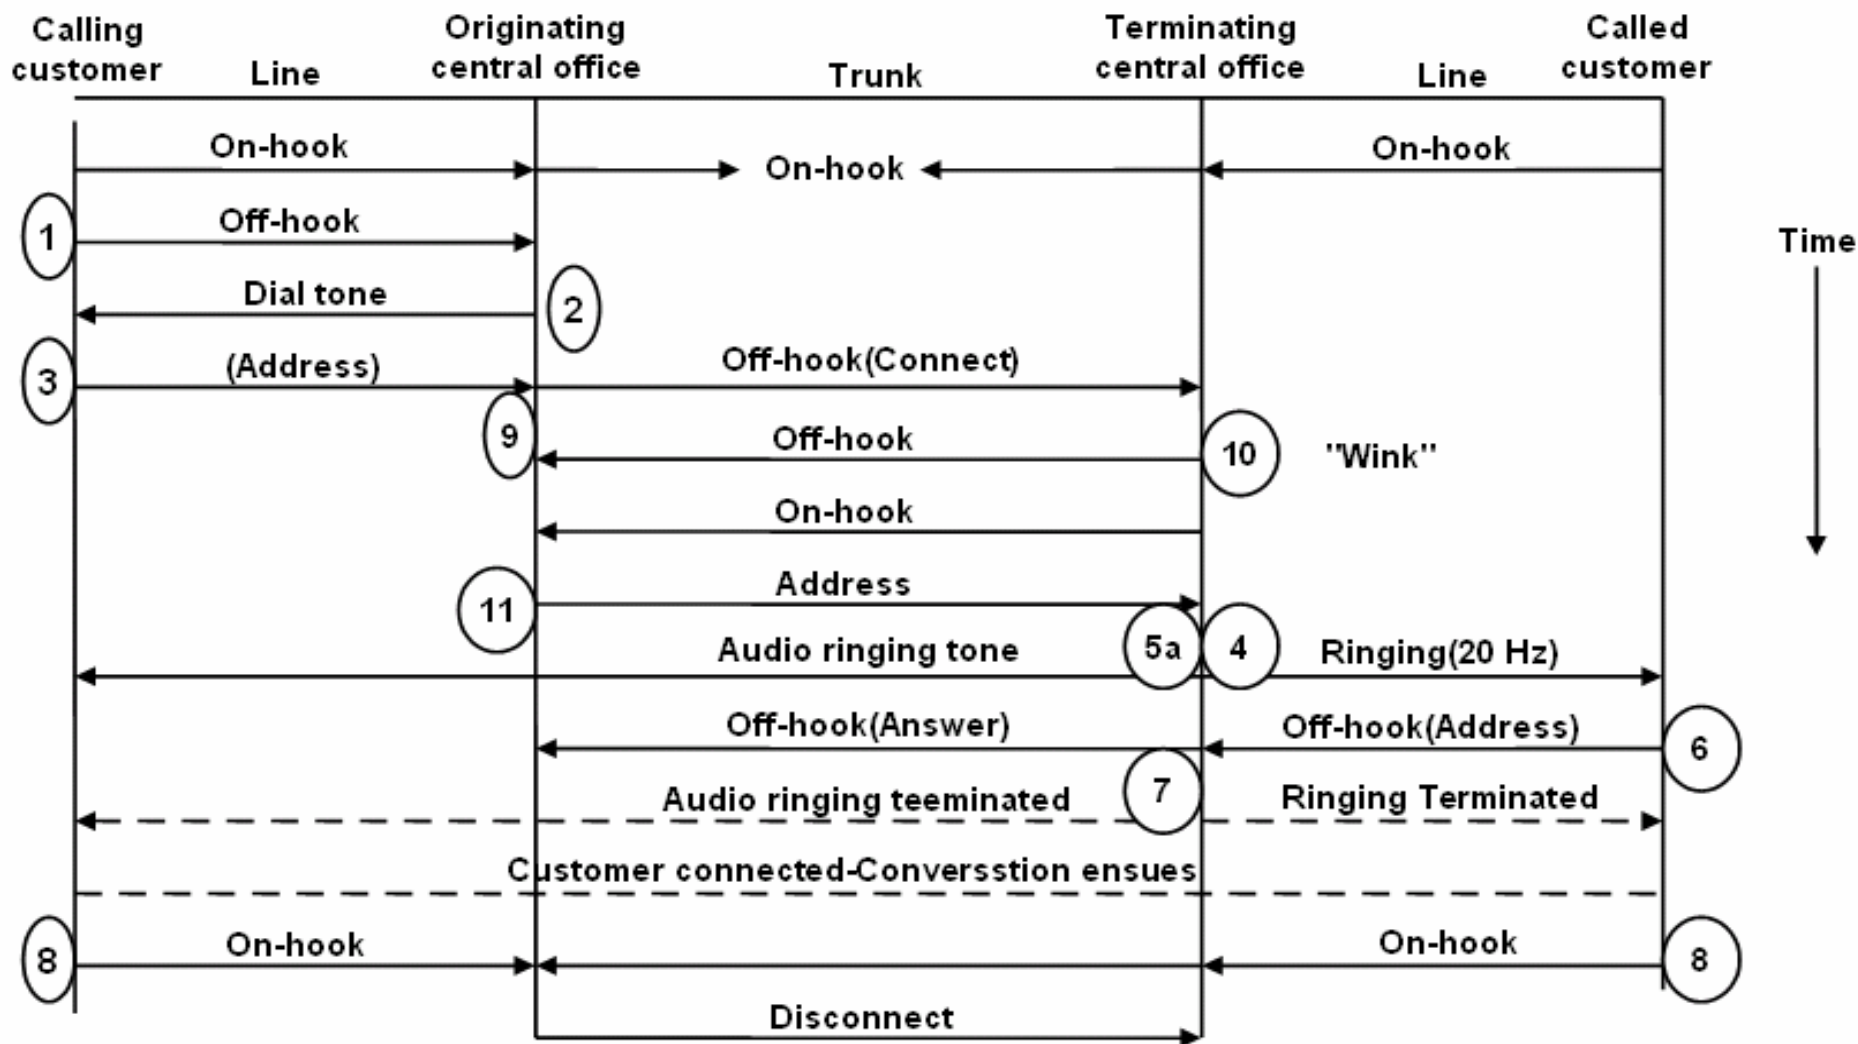 Calling customer
Line
Originating central office
Trunk
Terminating central office
Line
Called customer
On-hook
On-hook
On-hook
1
Off-hook
Time
Dial tone
2
3
(Address)
Off-hook(Connect)
9
Off-hook
10
"Wink"
On-hook
11
Address
Audio ringing tone
5a
4
Ringing(20 Hz)
Off-hook(Answer)
Off-hook(Address)
6
7
Audio ringing teeminated
Ringing Terminated
Customer connected-Conversstion ensues
8
On-hook
On-hook
8
Disconnect